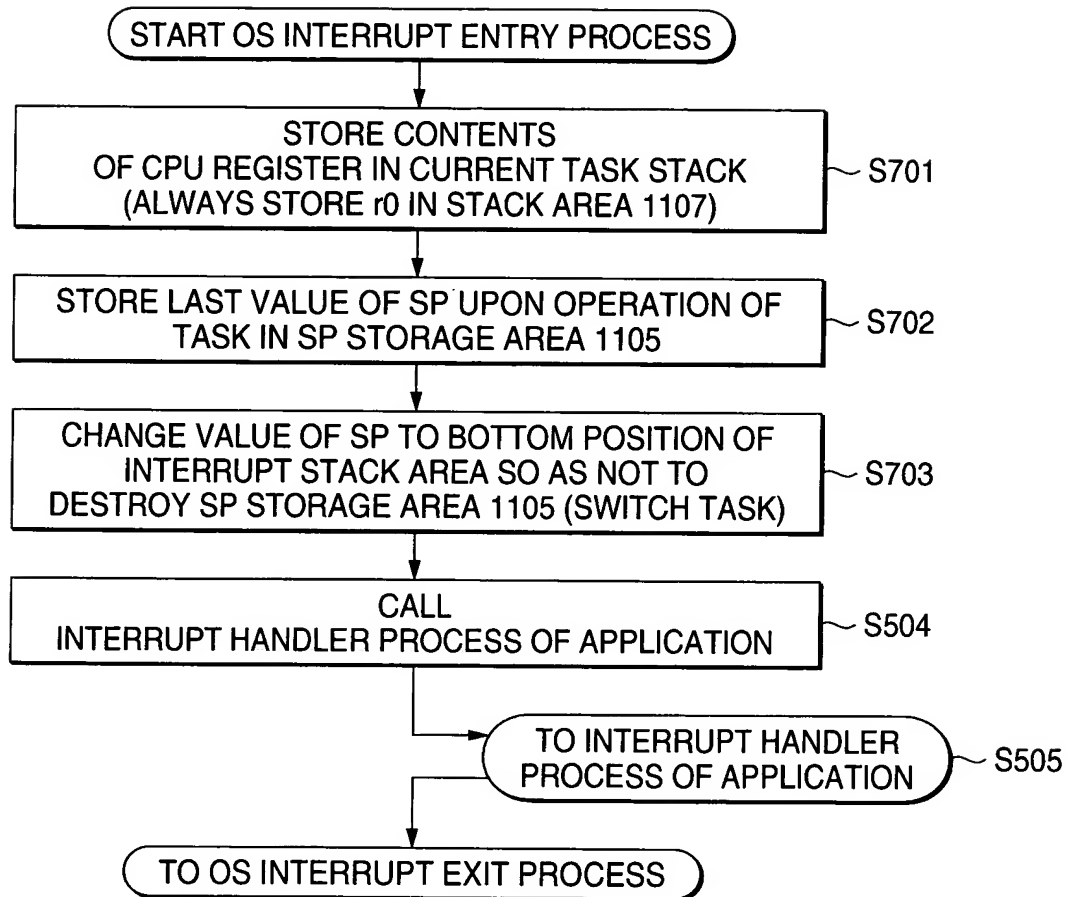 START OS INTERRUPT ENTRY PROCESS
STORE CONTENTS
OF CPU REGISTER IN CURRENT TASK STACK
(ALWAYS STORE r0 IN STACK AREA 1107)
S701
STORE LAST VALUE OF SP UPON OPERATION OF
TASK IN SP STORAGE AREA 1105
S702
CHANGE VALUE OF SP TO BOTTOM POSITION OF
INTERRUPT STACK AREA SO AS NOT TO
DESTROY SP STORAGE AREA 1105 (SWITCH TASK)
S703
CALL
INTERRUPT HANDLER PROCESS OF APPLICATION
S504
TO INTERRUPT HANDLER
PROCESS OF APPLICATION
S505
TO OS INTERRUPT EXIT PROCESS